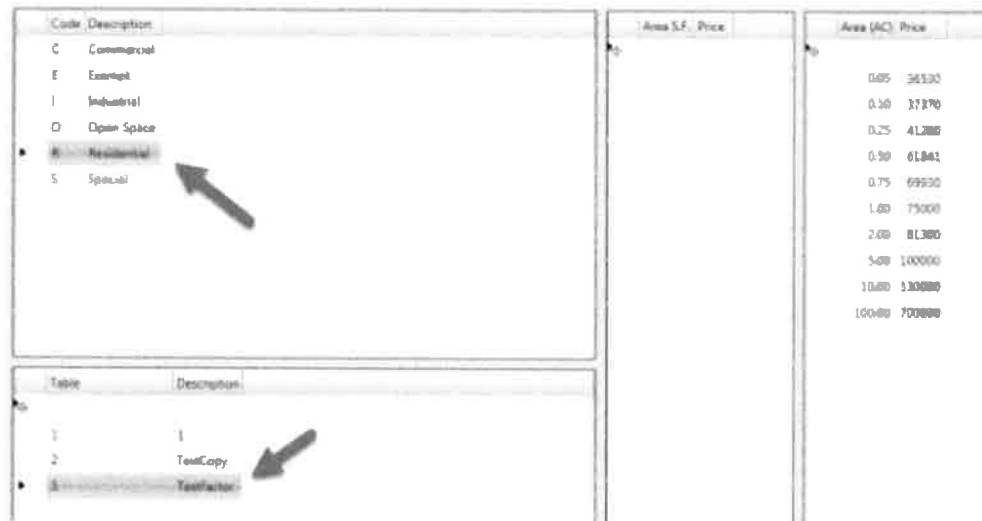 Code Description
C Commercial
E Exempt
I Industrial
O Open Space
R Residential
S Special
Table Description
1 1
2 TestCopy
3 TestFactor
Area S.F. Price
Area (AC) Price
0.05 36530
0.10 37370
0.25 41280
0.50 61841
0.75 69930
1.00 75000
2.00 81380
5.00 100000
10.00 130000
100.00 700000